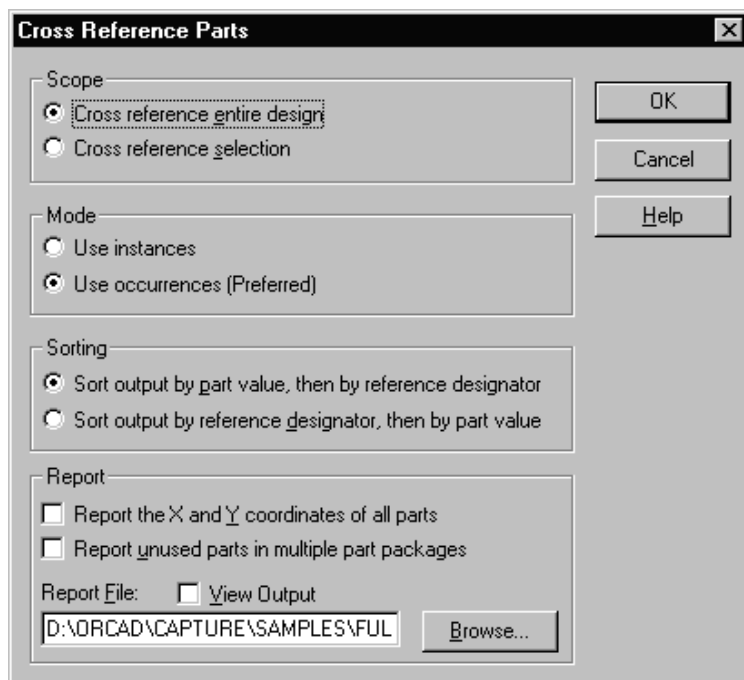 Cross Reference Parts
Scope
Cross reference entire design
Cross reference selection
OK
Cancel
Help
Mode
Use instances
Use occurrences (Preferred)
Sorting
Sort output by part value, then by reference designator
Sort output by reference designator, then by part value
Report
Report the X and Y coordinates of all parts
Report unused parts in multiple part packages
Report File: View Output
D:\ORCAD\CAPTURE\SAMPLES\FUL Browse...